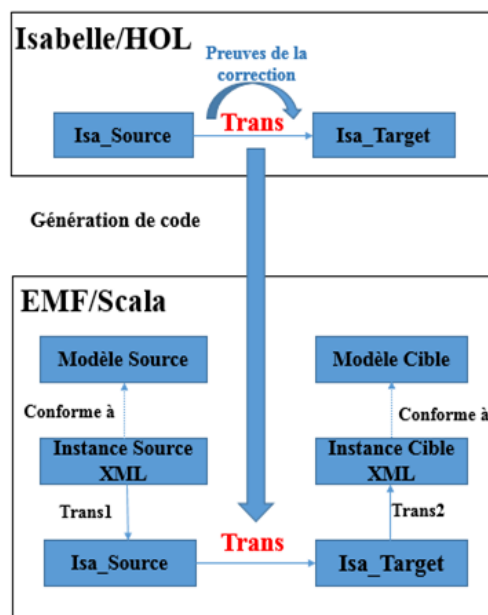 Isabelle/HOL
Preuves de la
correction
Isa_Source
Trans
Isa_Target
Génération de code
EMF/Scala
Modèle Source
Modèle Cible
Conforme à
Conforme à
Instance Source
XML
Instance Cible
XML
Trans1
Trans2
Isa_Source
Trans
Isa_Target